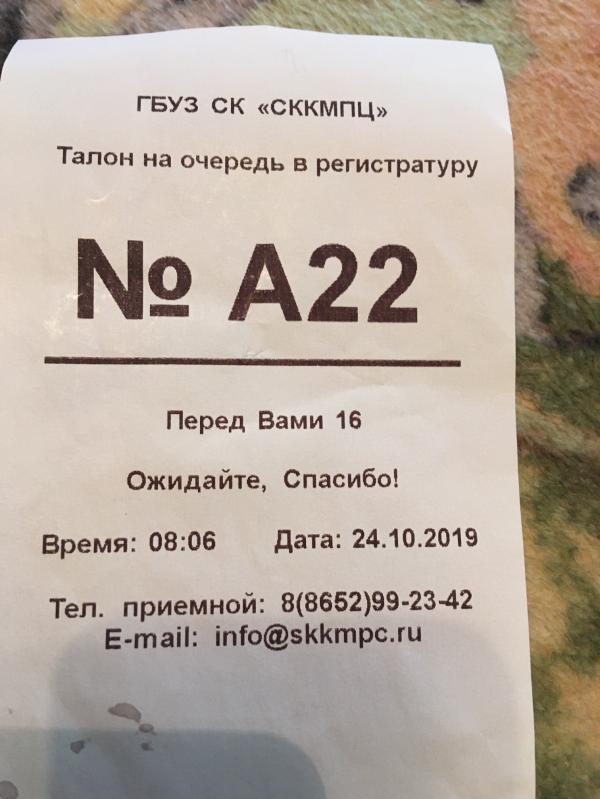 ГБУЗ СК «СККМПЦ»
Талон на очередь в регистратуру
№ А22
Перед Вами 16
Ожидайте, Спасибо!
Время: 08:06 Дата: 24.10.2019
Тел. приемной: 8(8652)99-23-42
E-mail: info@skkmpc.ru